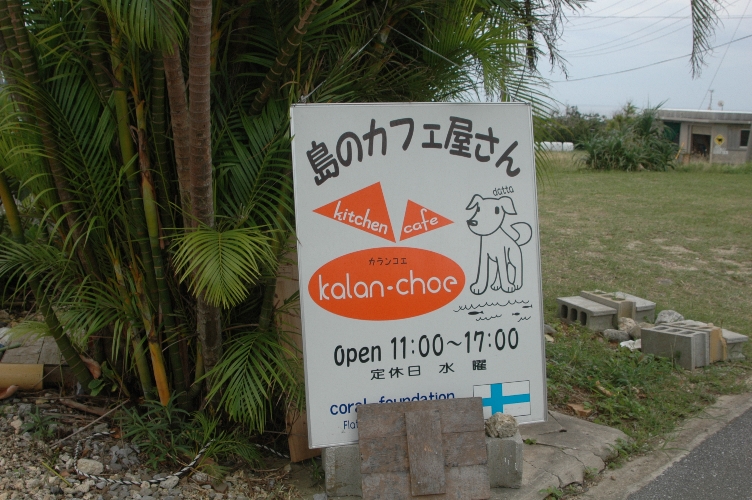 島のカフェ屋さん
datta
kitchen cafe
カランコエ
kalan-choe
Open 11:00～17:00
定休日 水曜
foundation